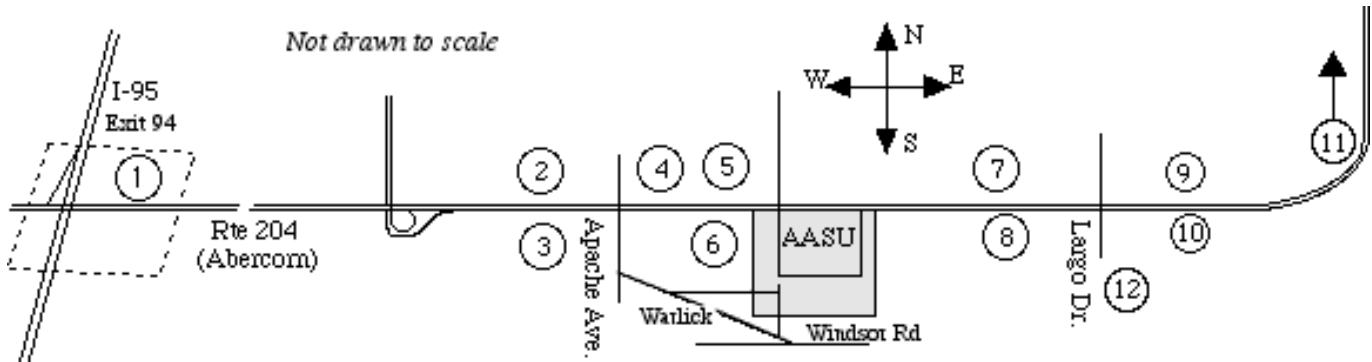 Not drawn to scale
N
W E
S
I-95
Exit 94
1
2
4
5
7
9
11
Rte 204
(Abercorn)
3
Apache Ave.
6
AASU
8
Largo Dr.
10
12
Warlick
Windsor Rd